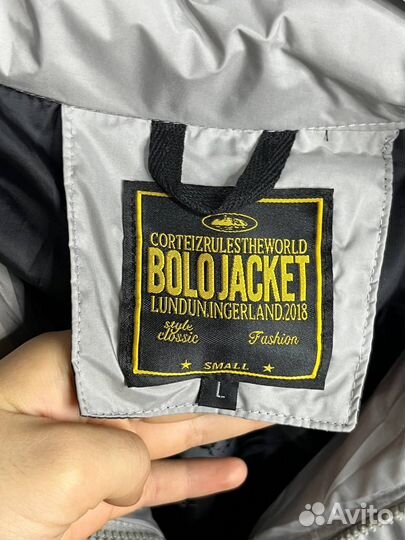 CORTEIZRULESTHEWORLD
BOLO JACKET
LUNDUN.INGERLAND.2018
style Fashion
classic
SMALL
L
Avito